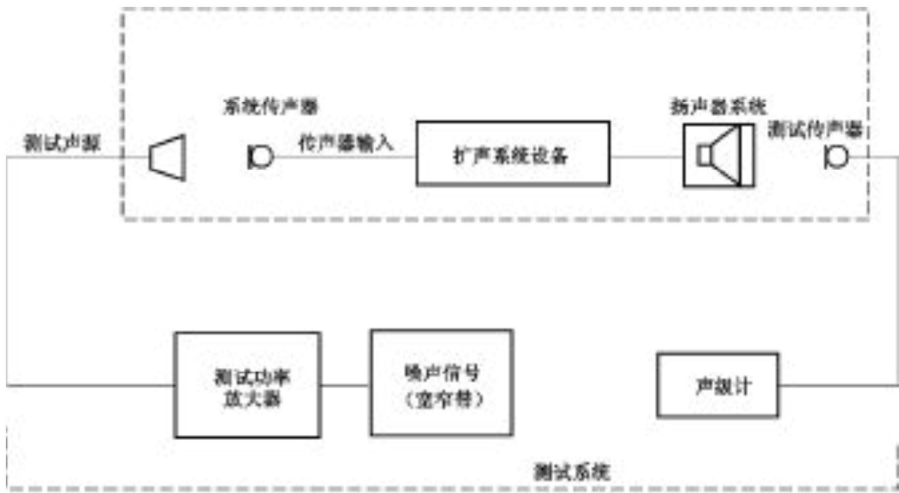 系统传声器
扬声器系统
测试声源
传声器输入
扩声系统设备
测试传声器
测试功率
放大器
噪声信号
（宽窄带）
声级计
测试系统